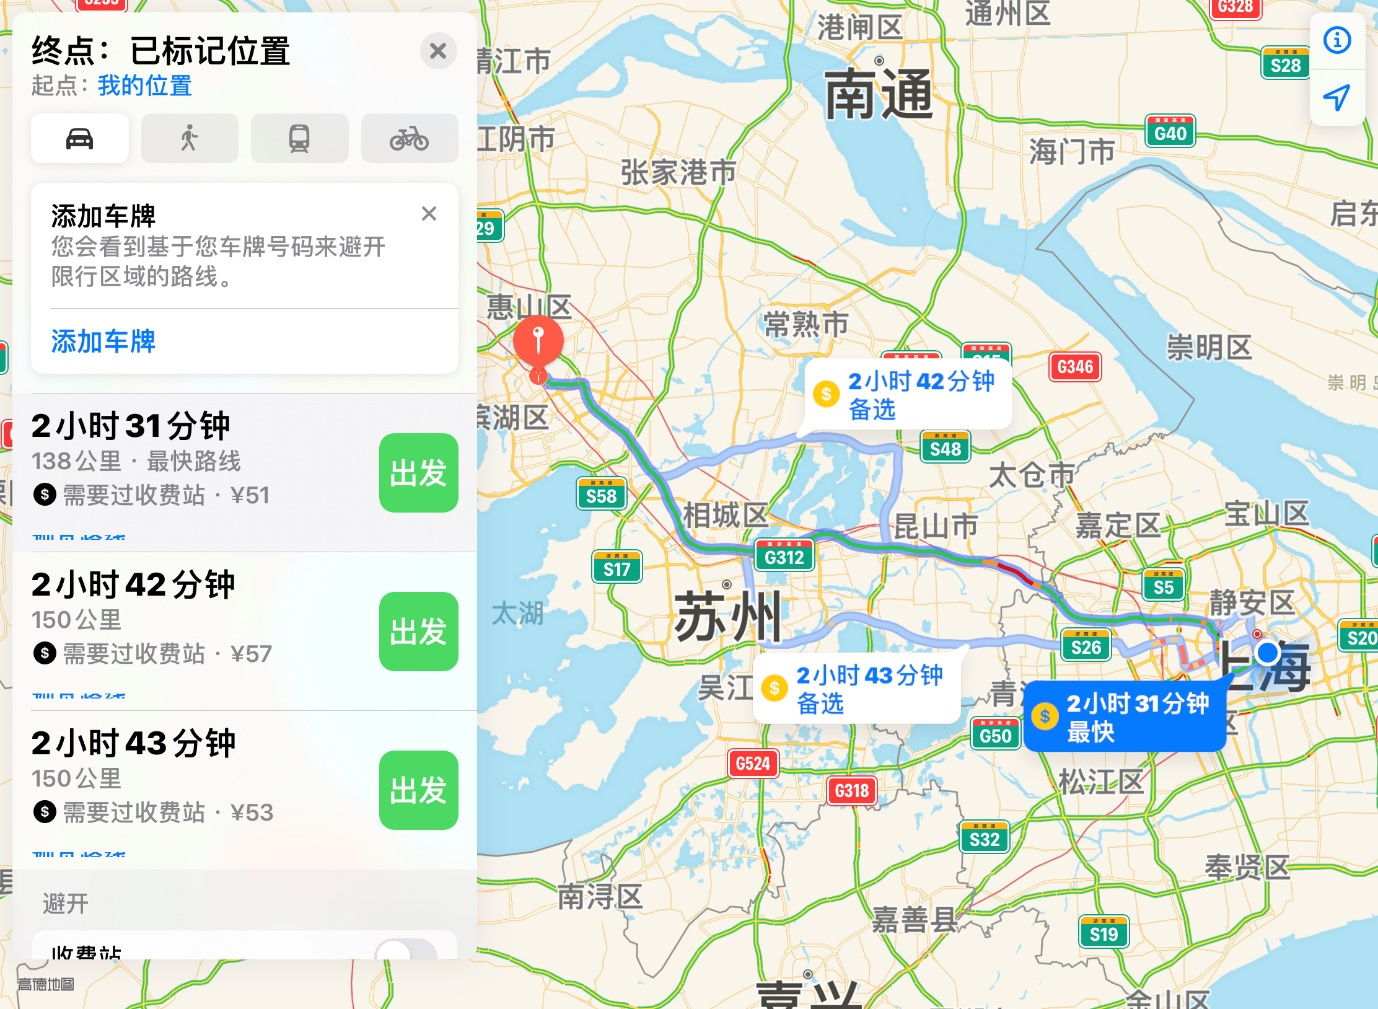 终点：已标记位置
起点：我的位置
添加车牌
您会看到基于您车牌号码来避开
限行区域的路线。
添加车牌
2小时31分钟
138公里 · 最快路线
需要过收费站 · ¥51
出发
2小时42分钟
150公里
需要过收费站 · ¥57
出发
2小时43分钟
150公里
需要过收费站 · ¥53
出发
避开
收费站
高德地图
港闸区
通州区
G328
靖江市
南通
S28
江阴市
G40
海门市
张家港市
启东
29
惠山区
常熟市
崇明区
G346
崇明岛
2小时42分钟
备选
滨湖区
S48
太仓市
S58
相城区
昆山市
嘉定区
宝山区
G312
S17
S5
静安区
太湖
苏州
S26
S20
上海
2小时43分钟
备选
吴江
青
2小时31分钟
最快
区
G50
G524
G318
松江区
S32
奉贤区
南浔区
嘉善县
S19
嘉兴
金山区